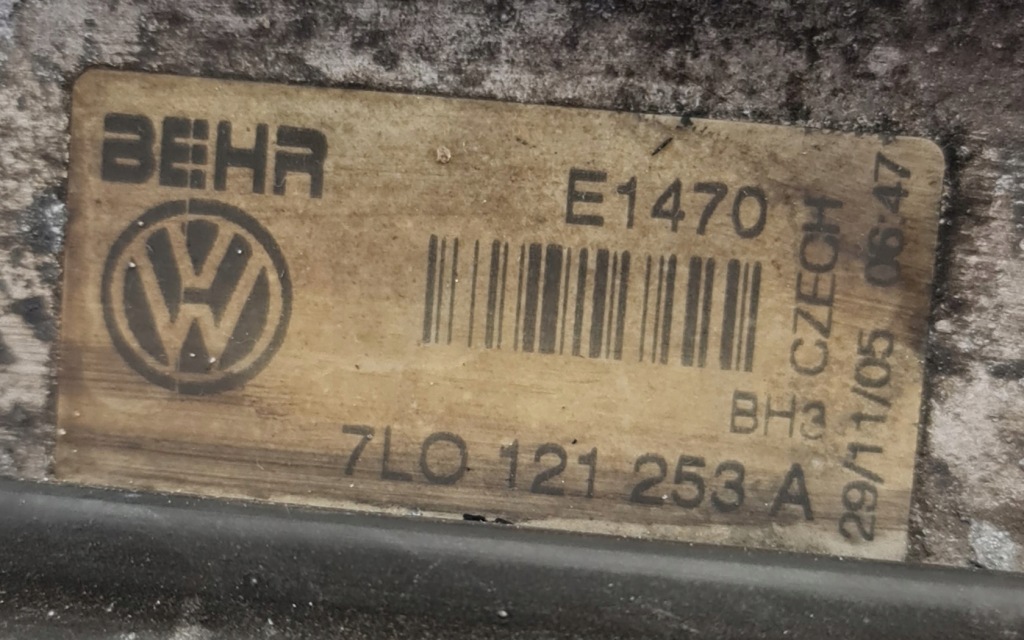 BEHR
E1470
BH3
7LO 121 253 A
CZECH
29/11/05 06:47